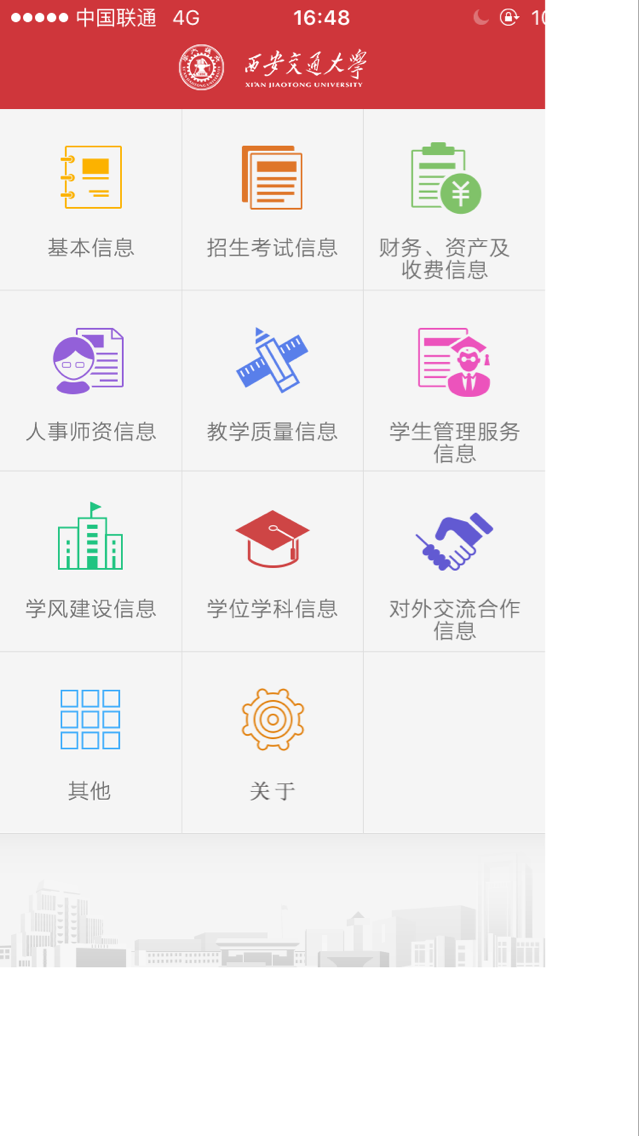 中国联通 4G 16:48 10
西安交通大学
XI'AN JIAOTONG UNIVERSITY
基本信息
招生考试信息
财务、资产及
收费信息
人事师资信息
教学质量信息
学生管理服务
信息
学风建设信息
学位学科信息
对外交流合作
信息
其他
关于